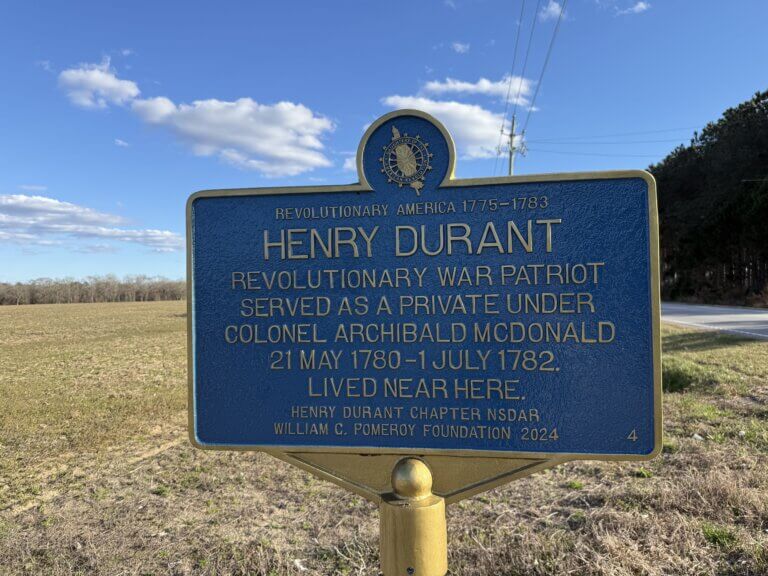 REVOLUTIONARY AMERICA 1775-1783
HENRY DURANT
REVOLUTIONARY WAR PATRIOT
SERVED AS A PRIVATE UNDER
COLONEL ARCHIBALD MCDONALD
21 MAY 1780-1 JULY 1782.
LIVED NEAR HERE.
HENRY DURANT CHAPTER NSDAR
WILLIAM C. POMEROY FOUNDATION 2024 4